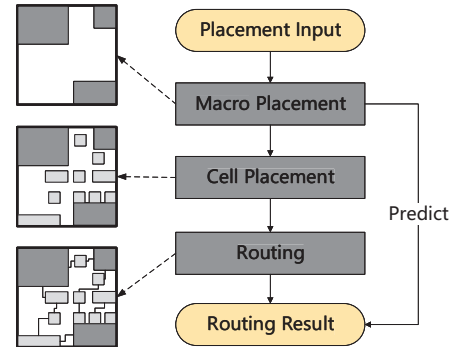 Placement Input
Macro Placement
Cell Placement
Predict
Routing
Routing Result